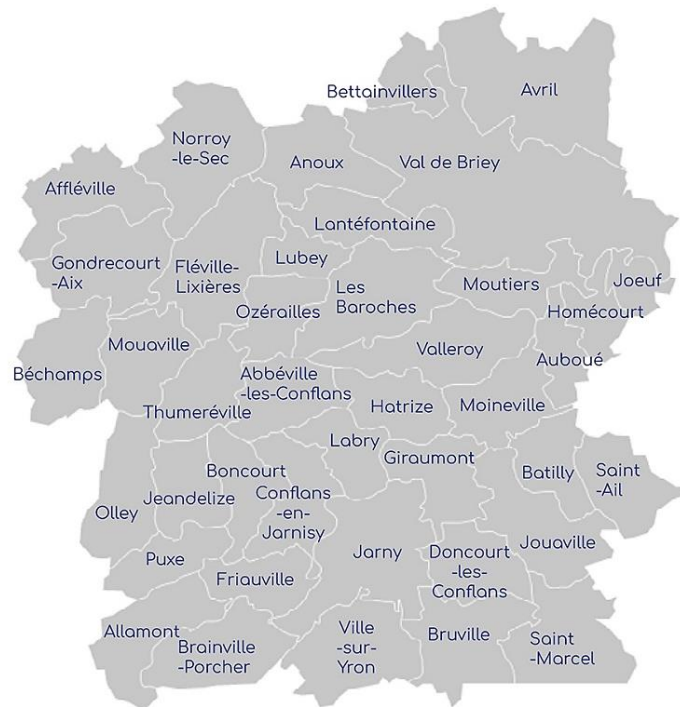 Bettainvillers
Avril
Norroy
-le-Sec
Anoux
Val de Briey
Affléville
Lantéfontaine
Gondrecourt
-Aix
Fléville-
Lixières
Lubey
Les
Baroches
Moutiers
Joeuf
Ozérailles
Homécourt
Mouaville
Valleroy
Auboué
Béchamps
Abbéville
-les-Conflans
Thumeréville
Hatrize
Moineville
Labry
Giraumont
Boncourt
Batilly
Saint
-Ail
Jeandelize
Conflans
-en-
Jarnisy
Olley
Jarny
Doncourt
-les-
Conflans
Jouaville
Puxe
Friauville
Allamont
Brainville
-Porcher
Ville
-sur-
Yron
Bruville
Saint
-Marcel